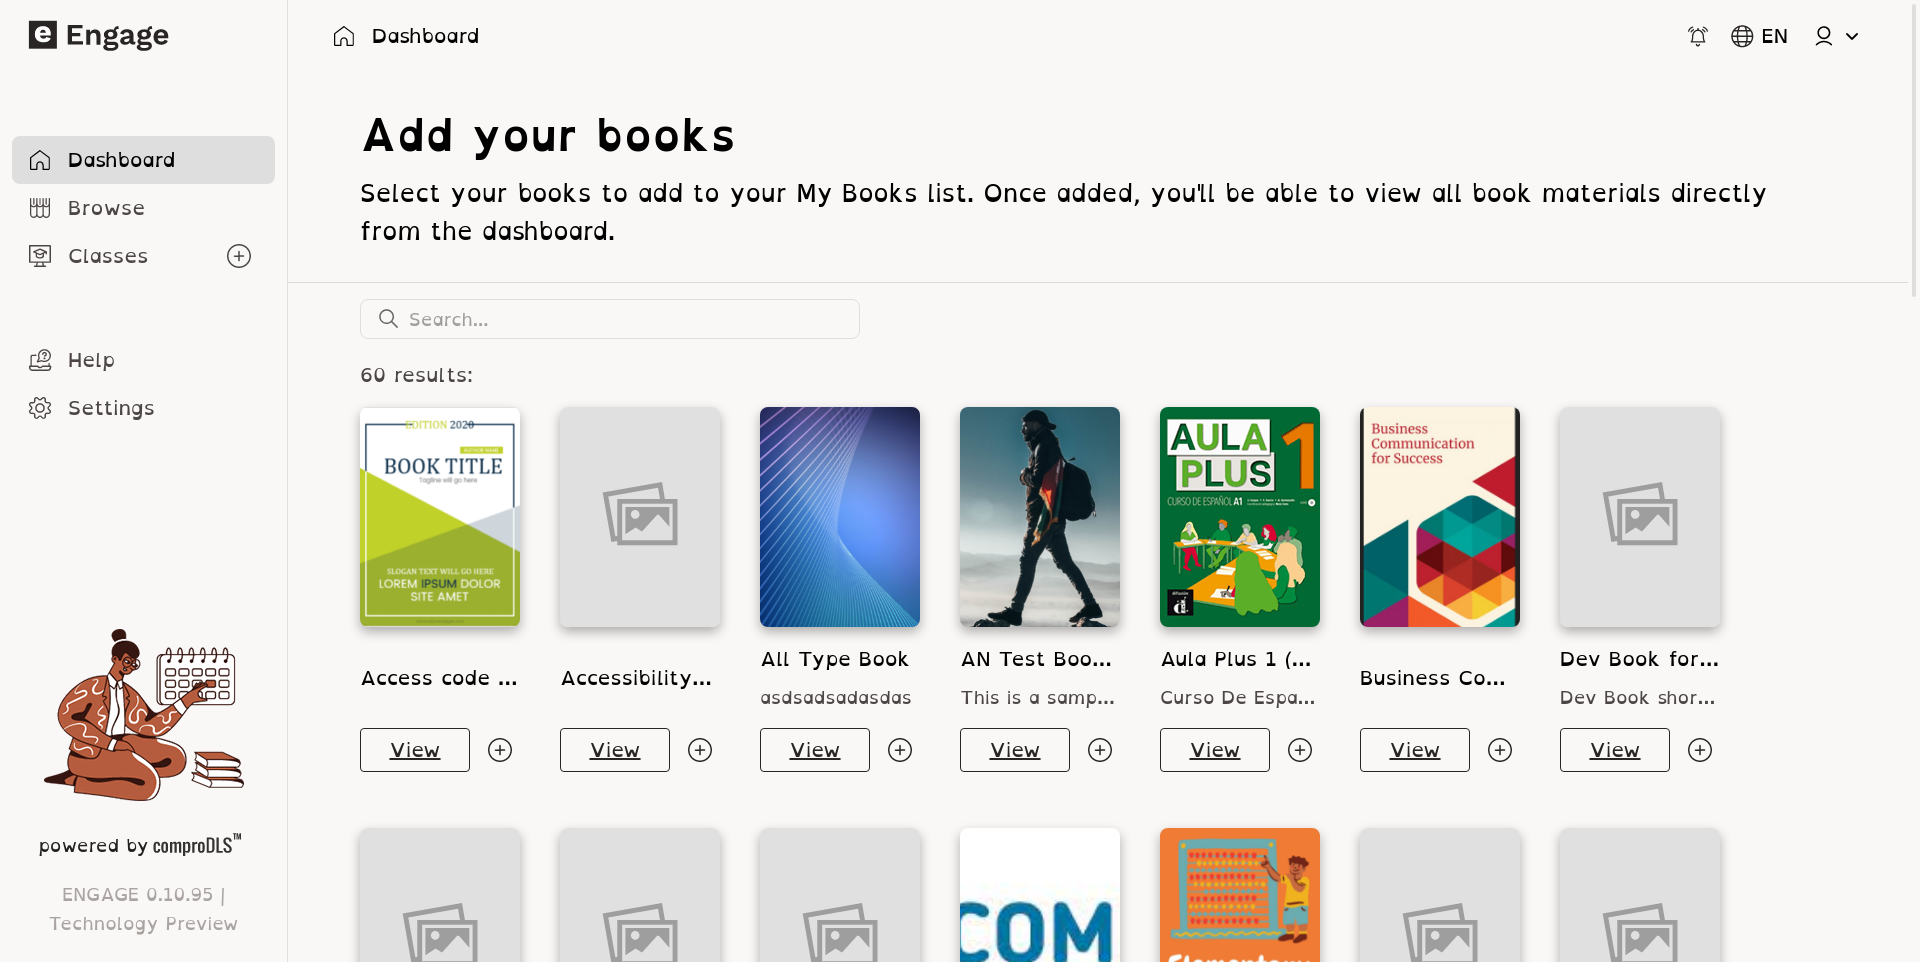 Engage
Dashboard
EN
Dashboard
Browse
Classes
Help
Settings
powered by comproDLS™
ENGAGE 0.10.95 |
Technology Preview
Add your books
Select your books to add to your My Books list. Once added, you'll be able to view all book materials directly
from the dashboard.
Search...
60 results:
EDITION 2020
AUTHOR NAME
BOOK TITLE
Tagline will go here
SLOGAN TEXT WILL GO HERE
LOREM IPSUM DOLOR
SITE AMET
AULA
PLUS 1
CURSO DE ESPAÑOL A1
Business
Communication
for Success
Access code ...
Accessibility...
All Type Book
asdsadsadasdas
AN Test Boo...
This is a samp...
Aula Plus 1 (...
Curso De Espa...
Business Co...
Dev Book for...
Dev Book shor...
View
View
View
View
View
View
View
COM
Elementary